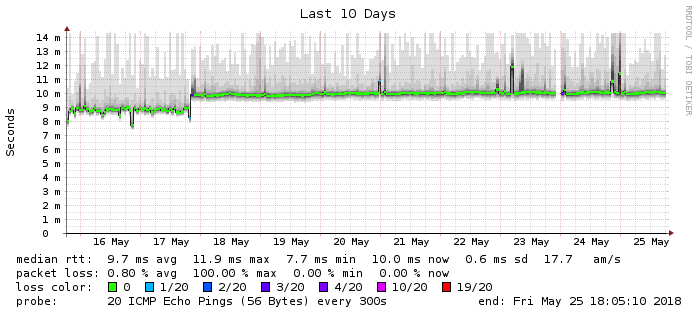 Last 10 Days
RRDTOOL / TOBI OETIKER
Seconds
14 m
13 m
12 m
11 m
10 m
9 m
8 m
7 m
6 m
5 m
4 m
3 m
2 m
1 m
0
16 May 17 May 18 May 19 May 20 May 21 May 22 May 23 May 24 May 25 May
median rtt: 9.7 ms avg 11.9 ms max 7.7 ms min 10.0 ms now 0.6 ms sd 17.7 am/s
packet loss: 0.80 % avg 100.00 % max 0.00 % min 0.00 % now
loss color: 0 1/20 2/20 3/20 4/20 10/20 19/20
probe: 20 ICMP Echo Pings (56 Bytes) every 300s end: Fri May 25 18:05:10 2018